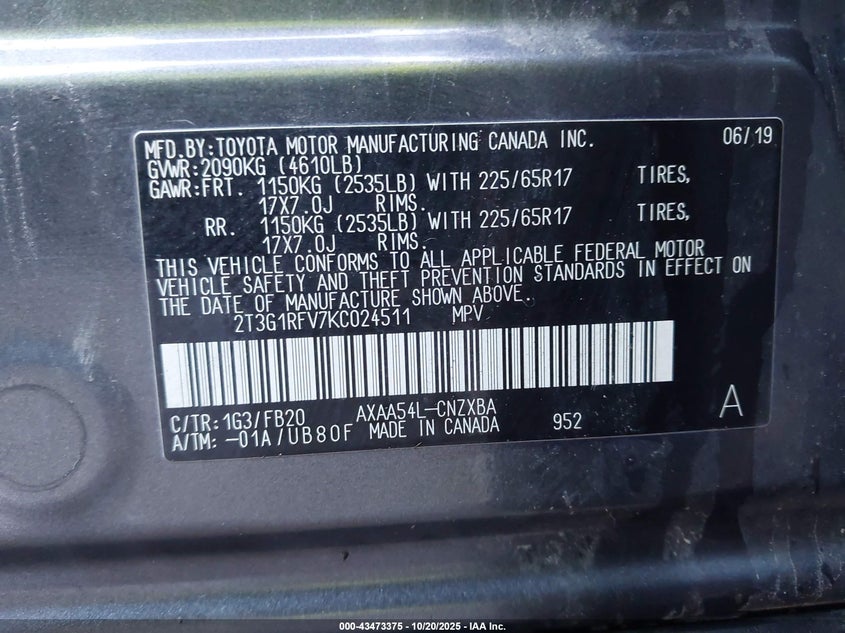 MFD.BY:TOYOTA MOTOR MANUFACTURING CANADA INC. 06/19
GVWR:2090KG (4610LB)
GAWR:FRT. 1150KG (2535LB) WITH 225/65R17 TIRES,
17X7.0J RIMS.
RR. 1150KG (2535LB) WITH 225/65R17 TIRES,
17X7.0J RIMS.
THIS VEHICLE CONFORMS TO ALL APPLICABLE FEDERAL MOTOR
VEHICLE SAFETY AND THEFT PREVENTION STANDARDS IN EFFECT ON
THE DATE OF MANUFACTURE SHOWN ABOVE.
2T3G1RFV7KC024511 MPV
C/TR:1G3/FB20 AXAA54L-CNZXBA A
A/TM:-01A/UB80F MADE IN CANADA 952
000-43473375 - 10/20/2025 - IAA Inc.